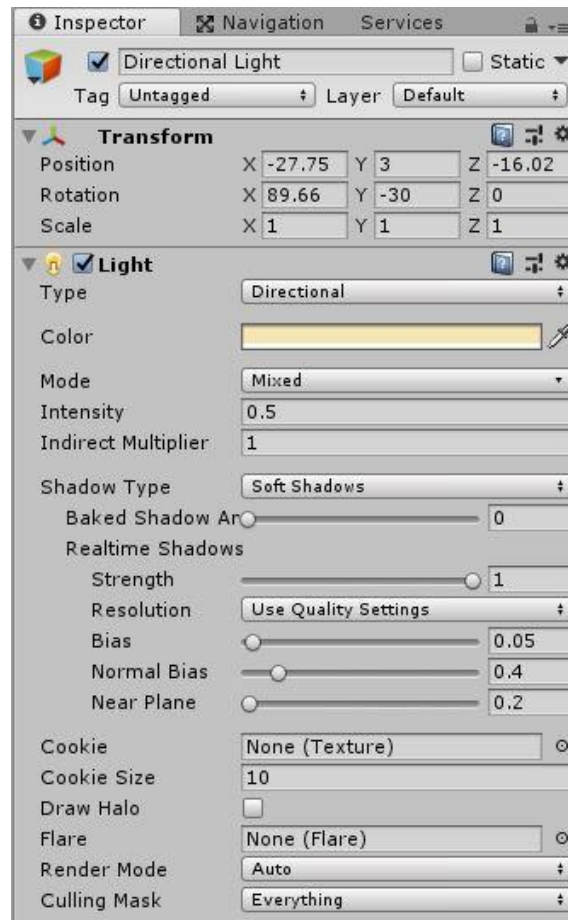 Inspector Navigation Services
Directional Light Static
Tag Untagged Layer Default
Transform
Position X -27.75 Y 3 Z -16.02
Rotation X 89.66 Y -30 Z 0
Scale X 1 Y 1 Z 1
Light
Type Directional
Color
Mode Mixed
Intensity 0.5
Indirect Multiplier 1
Shadow Type Soft Shadows
Baked Shadow An 0
Realtime Shadows
Strength 1
Resolution Use Quality Settings
Bias 0.05
Normal Bias 0.4
Near Plane 0.2
Cookie None (Texture)
Cookie Size 10
Draw Halo
Flare None (Flare)
Render Mode Auto
Culling Mask Everything